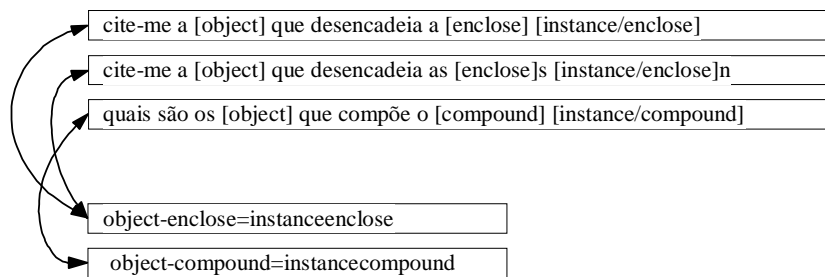 cite-me a [object] que desencadeia a [enclose] [instance/enclose]
cite-me a [object] que desencadeia as [enclose]s [instance/enclose]n
quais são os [object] que compõe o [compound] [instance/compound]
object-enclose=instanceenclose
object-compound=instancecompound